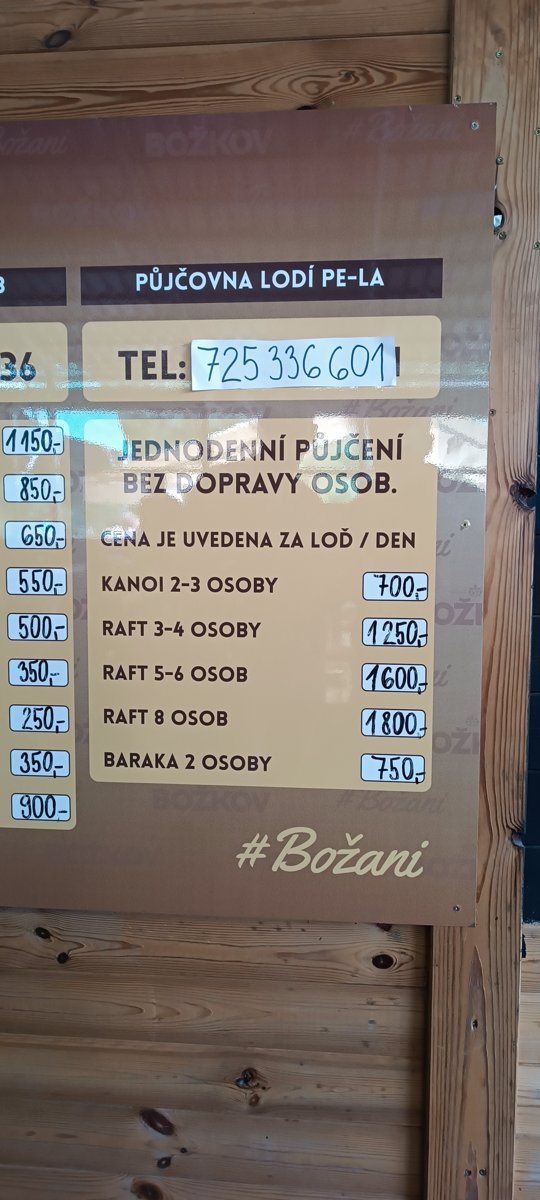 BOŽKOV
#Božani
B
PŮJČOVNA LODÍ PE-LA
36
TEL: 725 336 601
1150,-
850,-
650,-
550,-
500,-
350,-
250,-
350,-
900,-
JEDNODENNÍ PŮJČENÍ
BEZ DOPRAVY OSOB.
CENA JE UVEDENA ZA LOĎ / DEN
KANOI 2-3 OSOBY 700,-
RAFT 3-4 OSOBY 1250,-
RAFT 5-6 OSOB 1600,-
RAFT 8 OSOB 1800,-
BARAKA 2 OSOBY 750,-
BOŽKOV
#Božani
#Božani